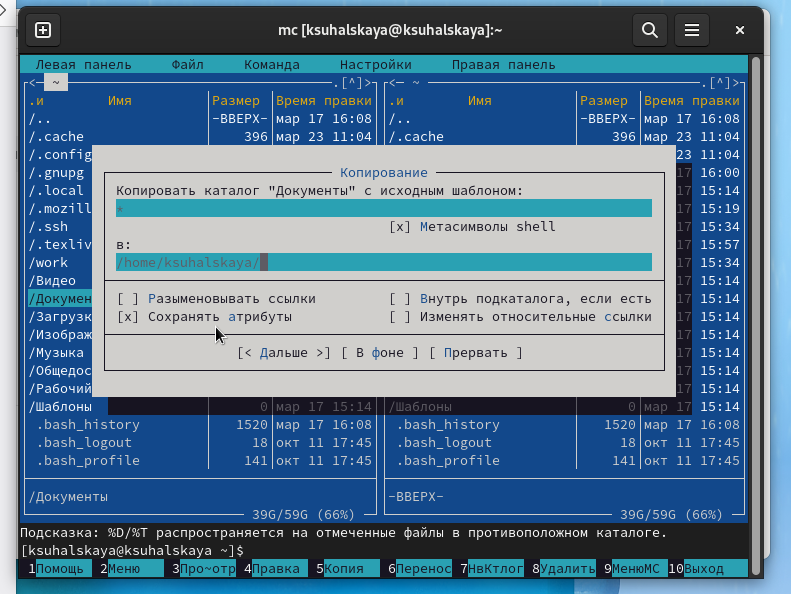 mc [ksuhalskaya@ksuhalskaya]:~
Левая панель Файл Команда Настройки Правая панель
<— ~ .[^]> <— ~ .[^]>
.и Имя Размер Время правки .и Имя Размер Время правки
/.. -ВВЕРХ- мар 17 16:08 /.. -ВВЕРХ- мар 17 16:08
/.cache 396 мар 23 11:04 /.cache 396 мар 23 11:04
/.config 23 11:04
/.gnupg Копирование 17 16:00
/.local Копировать каталог "Документы" с исходным шаблоном: 17 15:14
/.mozill * 17 15:19
/.ssh [x] Метасимволы shell 17 15:34
/.texliv в: 17 15:57
/work /home/ksuhalskaya/ 17 15:34
/Видео 17 15:14
/Докумен [ ] Разыменовывать ссылки [ ] Внутрь подкаталога, если есть 17 15:14
/Загрузк [x] Сохранять атрибуты [ ] Изменять относительные ссылки 17 15:14
/Изображ 17 15:14
/Музыка [< Дальше >] [ В фоне ] [ Прервать ] 17 15:14
/Общедос 17 15:14
/Рабочий 17 15:14
/Шаблоны 0 мар 17 15:14 /Шаблоны 0 мар 17 15:14
.bash_history 1520 мар 17 16:08 .bash_history 1520 мар 17 16:08
.bash_logout 18 окт 11 17:45 .bash_logout 18 окт 11 17:45
.bash_profile 141 окт 11 17:45 .bash_profile 141 окт 11 17:45
/Документы -ВВЕРХ-
39G/59G (66%) 39G/59G (66%)
Подсказка: %D/%T распространяется на отмеченные файлы в противоположном каталоге.
[ksuhalskaya@ksuhalskaya ~]$
1Помощь 2Меню 3Про~отр 4Правка 5Копия 6Перенос 7НвКтлог 8Удалить 9МенюMC 10Выход